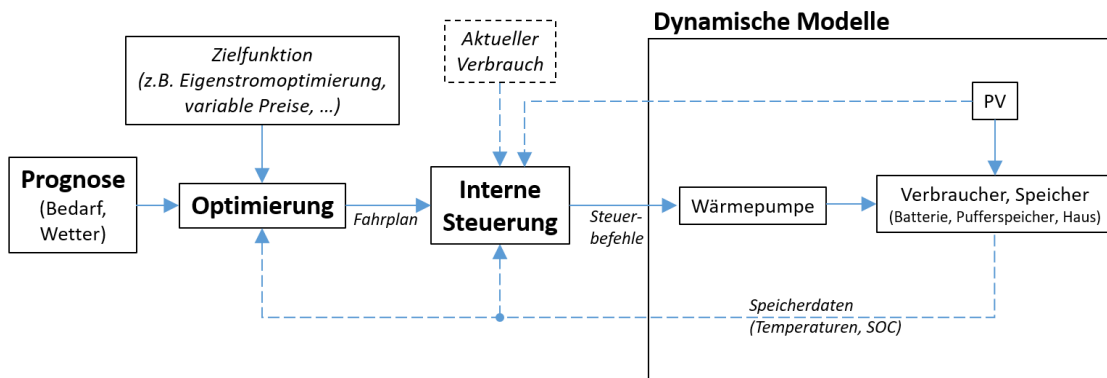 Dynamische Modelle
Zielfunktion
(z.B. Eigenstromoptimierung,
variable Preise, ...)
Aktueller
Verbrauch
PV
Prognose
(Bedarf,
Wetter)
Optimierung
Fahrplan
Interne
Steuerung
Steuer-
befehle
Wärmepumpe
Verbraucher, Speicher
(Batterie, Pufferspeicher, Haus)
Speicherdaten
(Temperaturen, SOC)